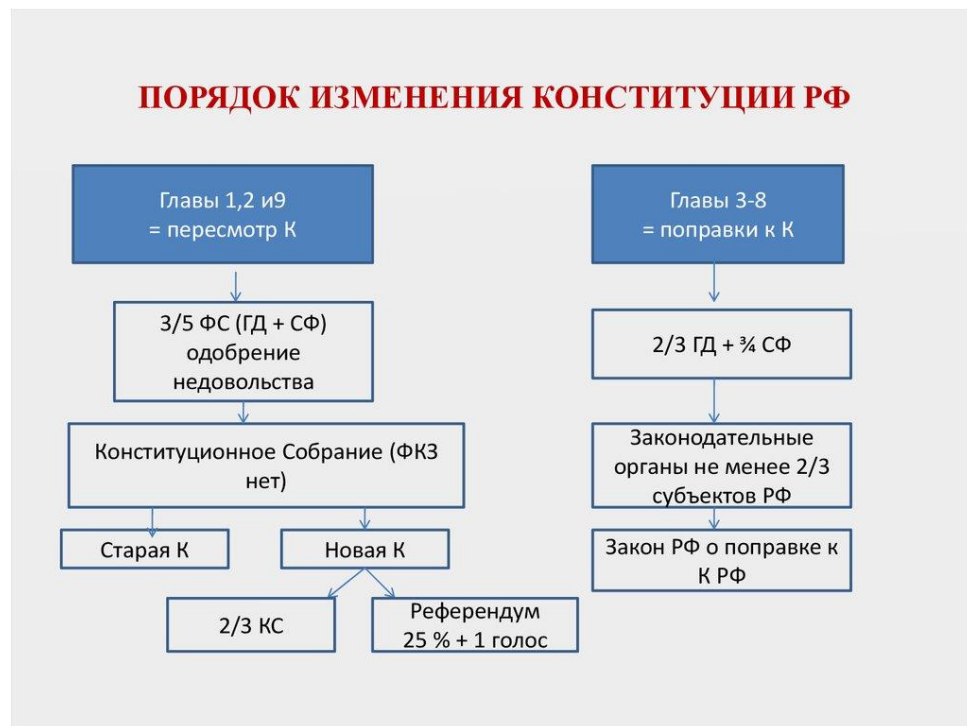 ПОРЯДОК ИЗМЕНЕНИЯ КОНСТИТУЦИИ РФ
Главы 1,2 и9
= пересмотр К
3/5 ФС (ГД + СФ)
одобрение
недовольства
Конституционное Собрание (ФКЗ
нет)
Старая К
Новая К
2/3 КС
Референдум
25 % + 1 голос
Главы 3-8
= поправки к К
2/3 ГД + ¾ СФ
Законодательные
органы не менее 2/3
субъектов РФ
Закон РФ о поправке к
К РФ